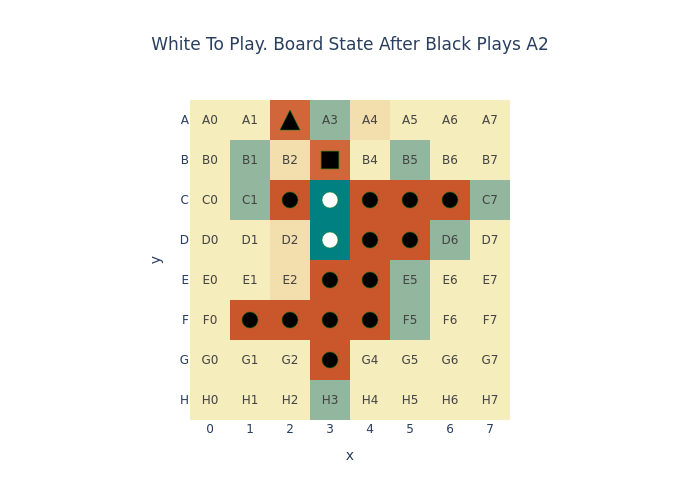 White To Play. Board State After Black Plays A2
A A0 A1 A3 A4 A5 A6 A7
B B0 B1 B2 B4 B5 B6 B7
C C0 C1 C7
D D0 D1 D2 D6 D7
E E0 E1 E2 E5 E6 E7
F F0 F5 F6 F7
G G0 G1 G2 G4 G5 G6 G7
H H0 H1 H2 H3 H4 H5 H6 H7
0 1 2 3 4 5 6 7
x
y